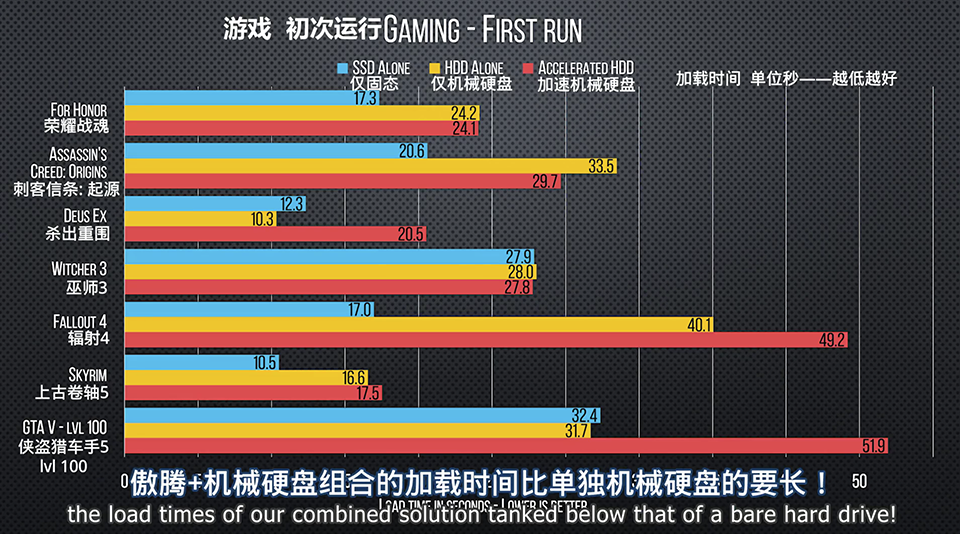 游戏 初次运行GAMING - FIRST RUN
SSD ALONE HDD ALONE ACCELERATED HDD
仅固态 仅机械硬盘 加速机械硬盘
加载时间 单位秒——越低越好
FOR HONOR
荣耀战魂
17.3
24.2
24.1
ASSASSIN'S
CREED: ORIGINS
刺客信条: 起源
20.6
33.5
29.7
DEUS EX
杀出重围
12.3
10.3
20.5
WITCHER 3
巫师3
27.9
28.0
27.8
FALLOUT 4
辐射4
17.0
40.1
49.2
SKYRIM
上古卷轴5
10.5
16.6
17.5
GTA V - LVL 100
侠盗猎车手5
lvl 100
32.4
31.7
51.9
0 50
傲腾+机械硬盘组合的加载时间比单独机械硬盘的要长！
LOAD TIME IN SECONDS - LOWER IS BETTER
the load times of our combined solution tanked below that of a bare hard drive!